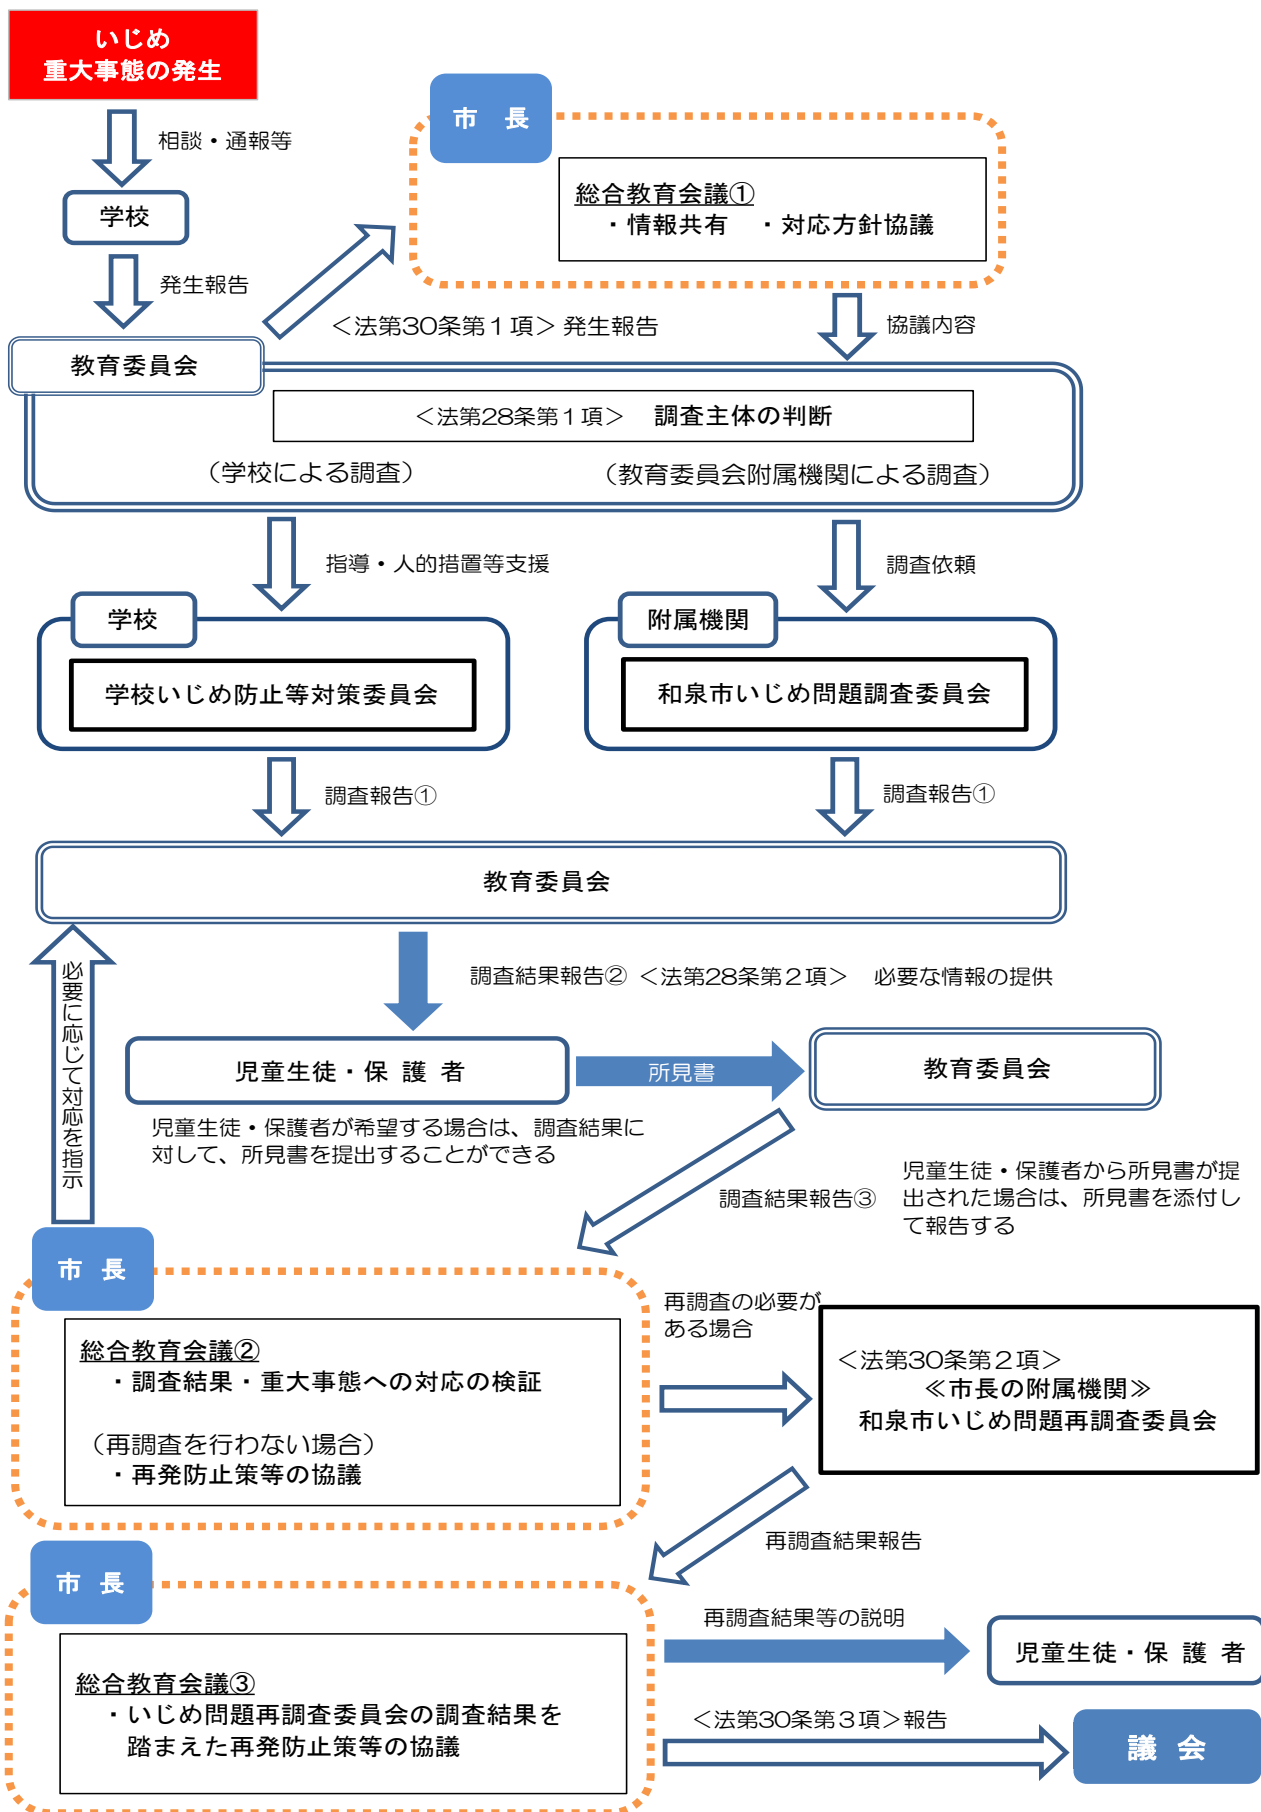 いじめ
重大事態の発生
相談・通報等
学校
発生報告
市　長
総合教育会議①
・情報共有　・対応方針協議
＜法第30条第１項＞発生報告
協議内容
教育委員会
＜法第28条第１項＞　調査主体の判断
（学校による調査）
（教育委員会附属機関による調査）
指導・人的措置等支援
調査依頼
学校
学校いじめ防止等対策委員会
附属機関
和泉市いじめ問題調査委員会
調査報告①
調査報告①
教育委員会
必要に応じて対応を指示
調査結果報告②　＜法第28条第２項＞　必要な情報の提供
児童生徒・保 護 者
所見書
教育委員会
児童生徒・保護者が希望する場合は、調査結果に
対して、所見書を提出することができる
調査結果報告③
児童生徒・保護者から所見書が提
出された場合は、所見書を添付し
て報告する
市 長
総合教育会議②
・調査結果・重大事態への対応の検証
（再調査を行わない場合）
・再発防止策等の協議
再調査の必要が
ある場合
＜法第30条第２項＞
≪市長の附属機関≫
和泉市いじめ問題再調査委員会
再調査結果報告
市 長
総合教育会議③
・いじめ問題再調査委員会の調査結果を
踏まえた再発防止策等の協議
再調査結果等の説明
児童生徒・保 護 者
＜法第30条第３項＞報告
議 会